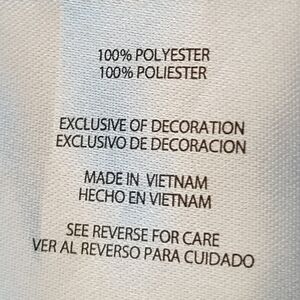 100% POLYESTER
100% POLIESTER
EXCLUSIVE OF DECORATION
EXCLUSIVO DE DECORACION
MADE IN VIETNAM
HECHO EN VIETNAM
SEE REVERSE FOR CARE
VER AL REVERSO PARA CUIDADO